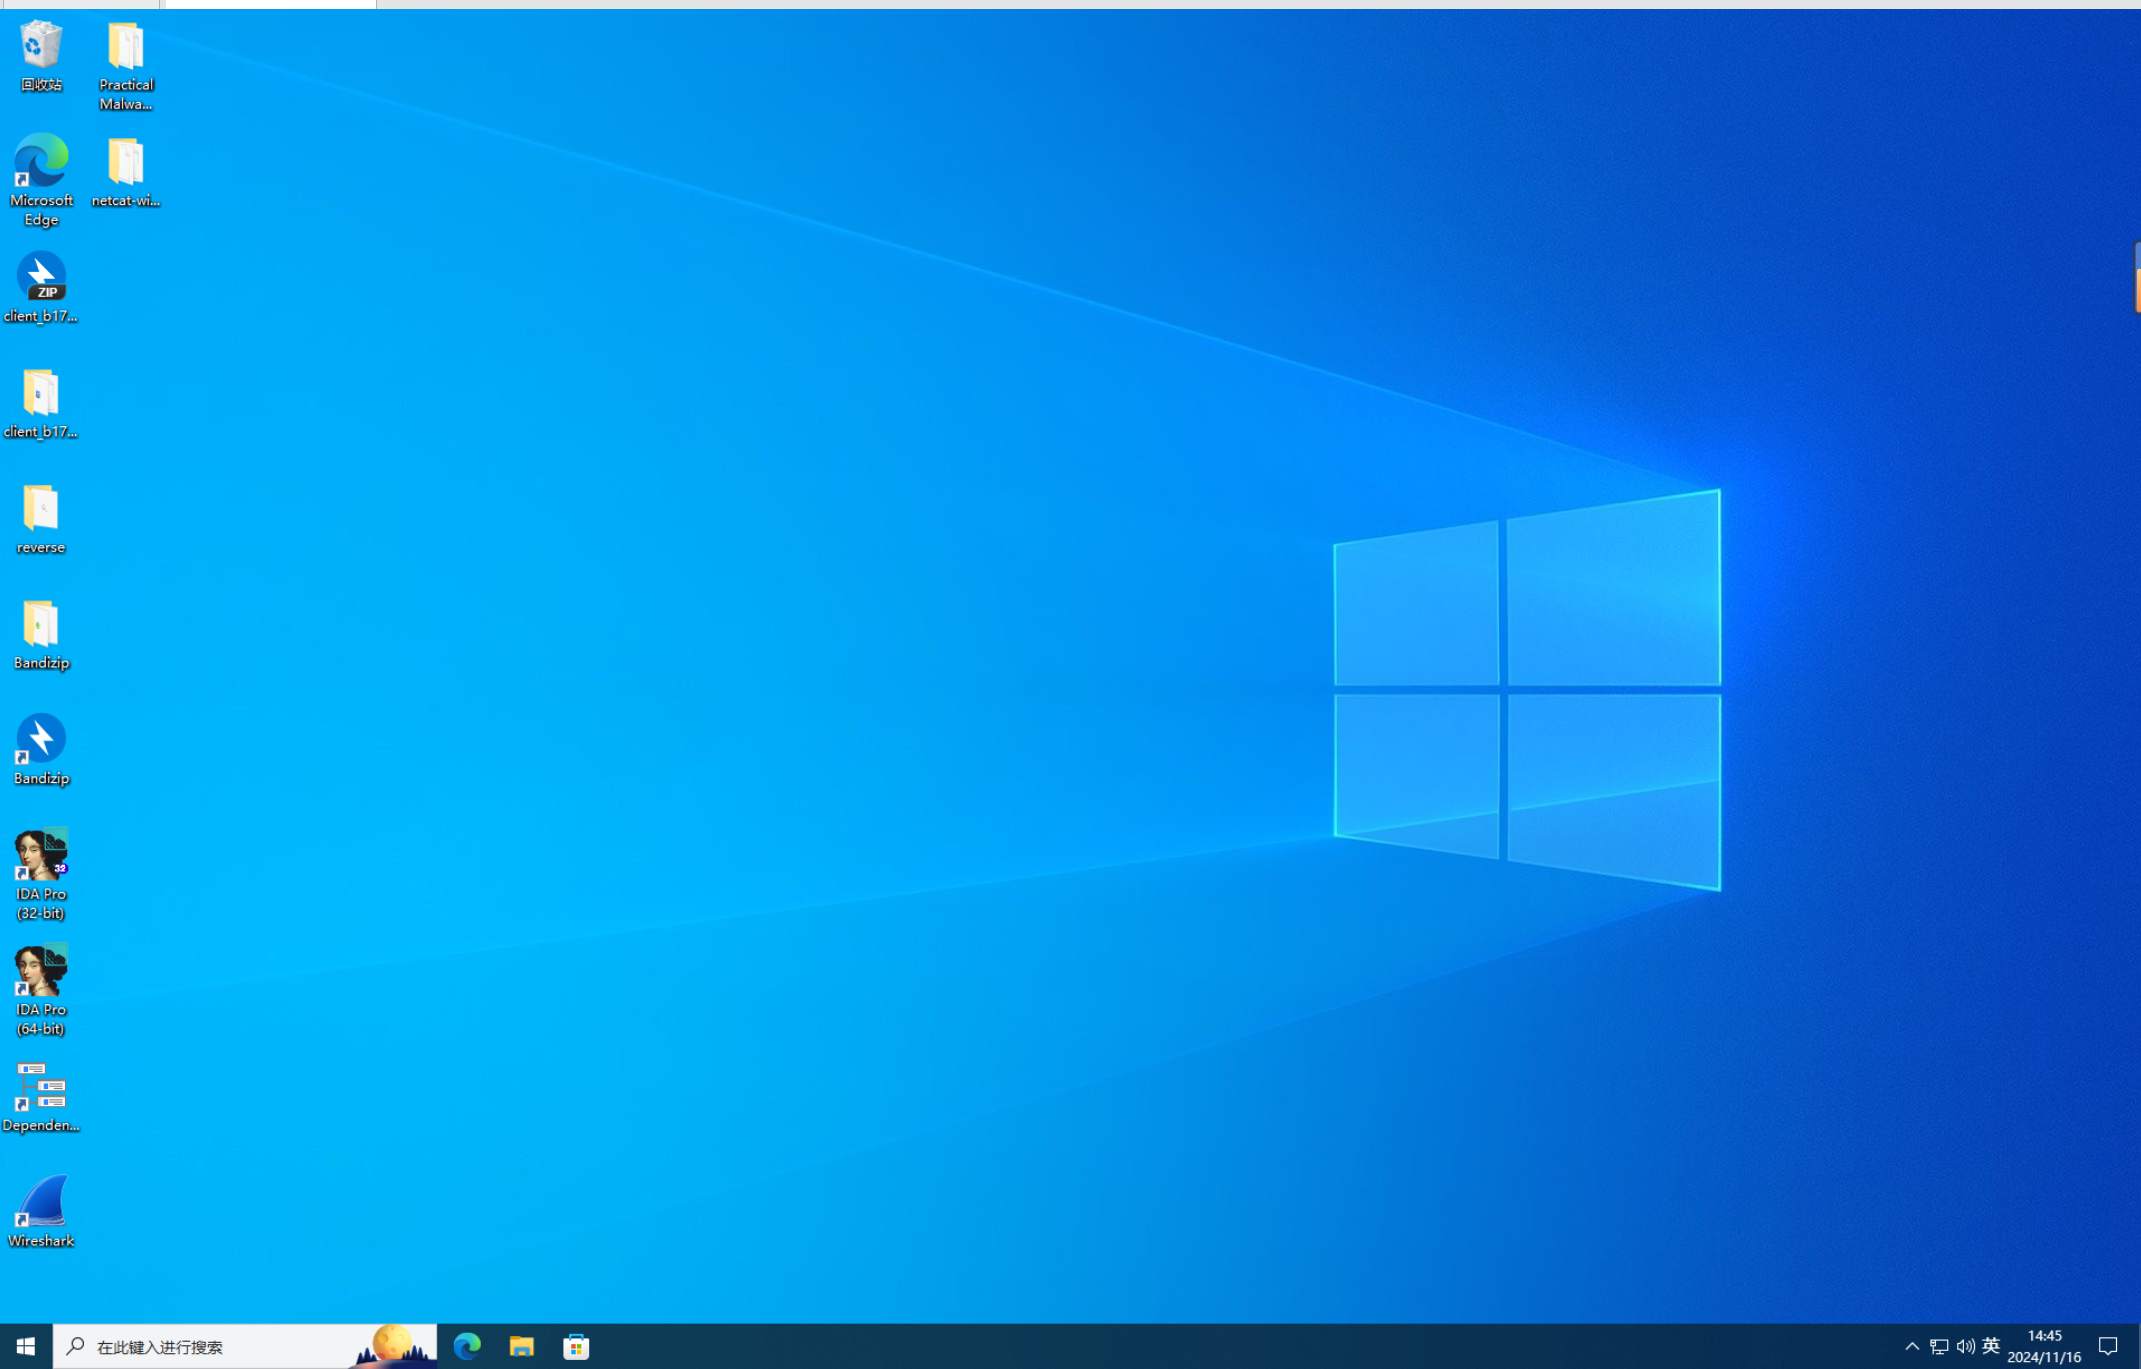 回收站
Practical
Malwa...
Microsoft
Edge
netcat-wi...
ZIP
client_b17...
client_b17...
reverse
Bandizip
Bandizip
32
IDA Pro
(32-bit)
IDA Pro
(64-bit)
Dependen...
Wireshark
在此键入进行搜索
英
14:45
2024/11/16